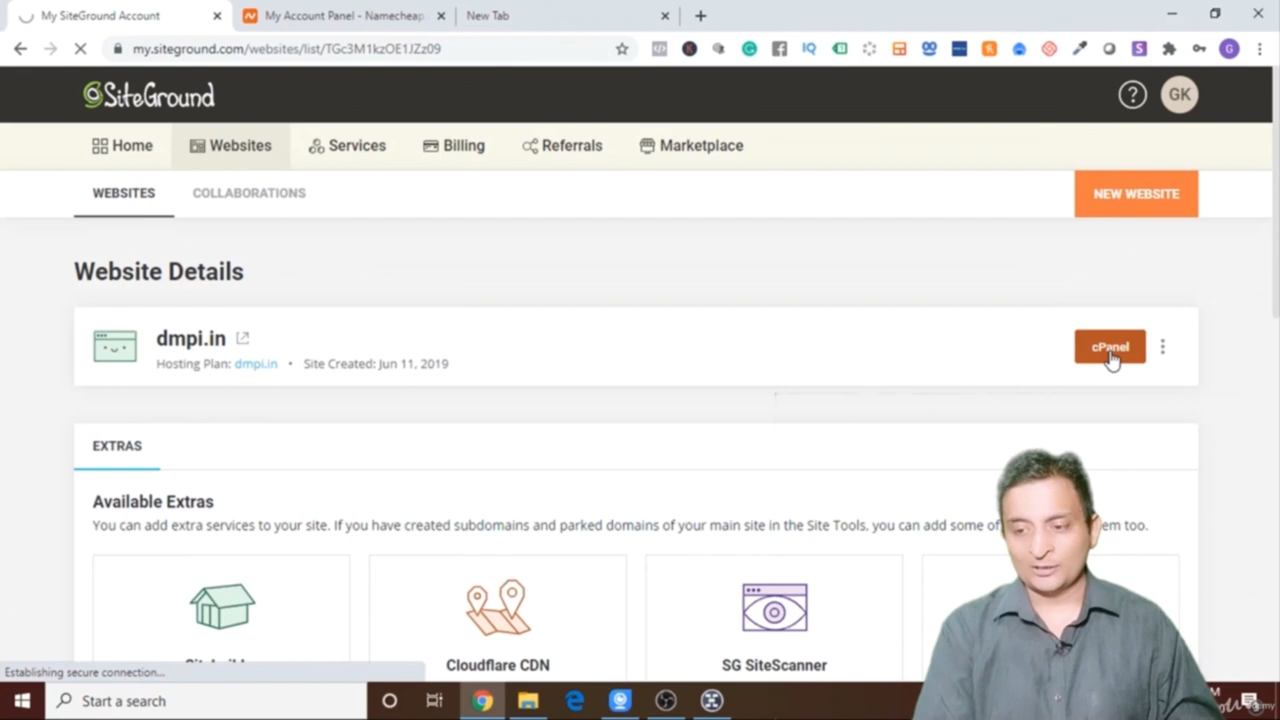 My SiteGround Account
My Account Panel - Namecheap.
New Tab
my.siteground.com/websites/list/TGc3M1kzOE1JZz09
SiteGround
GK
Home
Websites
Services
Billing
Referrals
Marketplace
WEBSITES
COLLABORATIONS
NEW WEBSITE
Website Details
dmpi.in
Hosting Plan: dmpi.in • Site Created: Jun 11, 2019
cPanel
EXTRAS
Available Extras
You can add extra services to your site. If you have created subdomains and parked domains of your main site in the Site Tools, you can add some of em too.
Cloudflare CDN
SG SiteScanner
Establishing secure connection...
Start a search